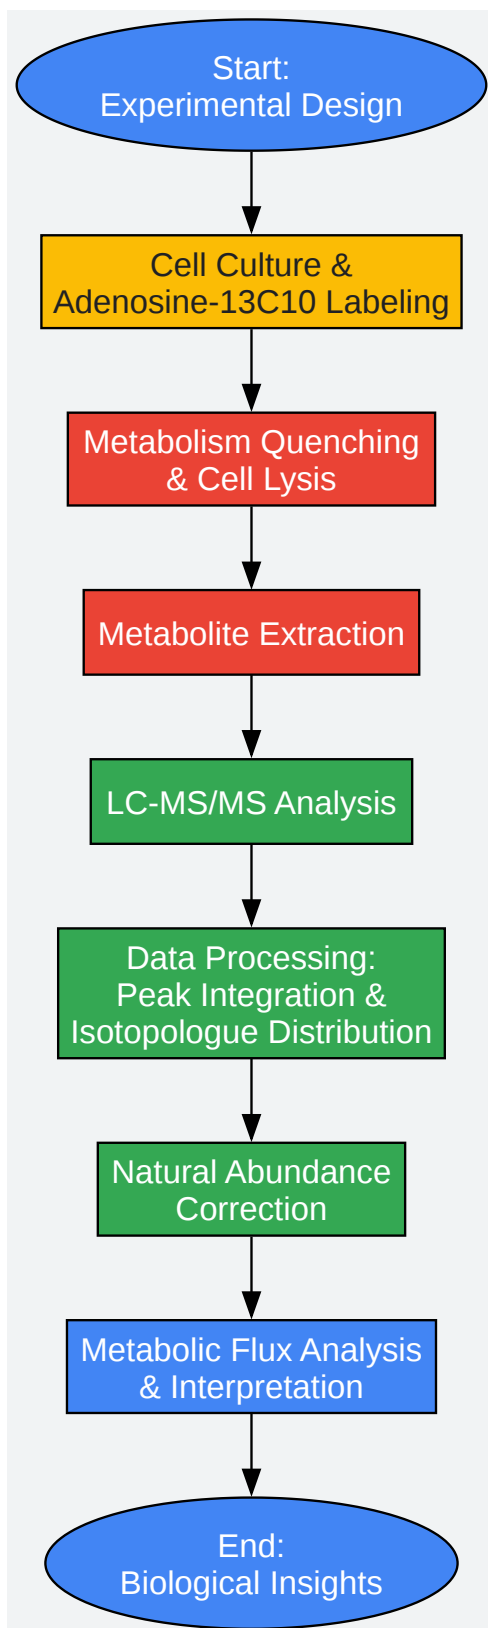 Start:
Experimental Design
Cell Culture &
Adenosine-13C10 Labeling
Metabolism Quenching
& Cell Lysis
Metabolite Extraction
LC-MS/MS Analysis
Data Processing:
Peak Integration &
Isotopologue Distribution
Natural Abundance
Correction
Metabolic Flux Analysis
& Interpretation
End:
Biological Insights